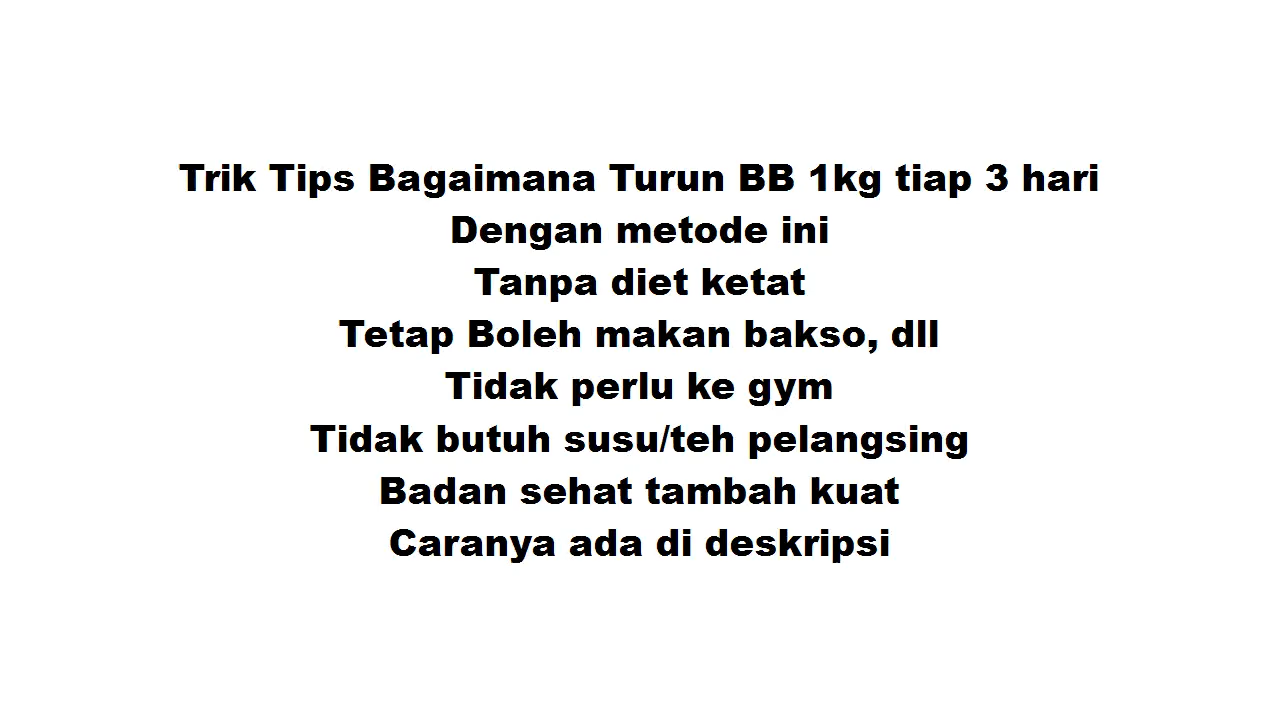 Trik Tips Bagaimana Turun BB 1kg tiap 3 hari
Dengan metode ini
Tanpa diet ketat
Tetap Boleh makan bakso, dll
Tidak perlu ke gym
Tidak butuh susu/teh pelangsing
Badan sehat tambah kuat
Caranya ada di deskripsi